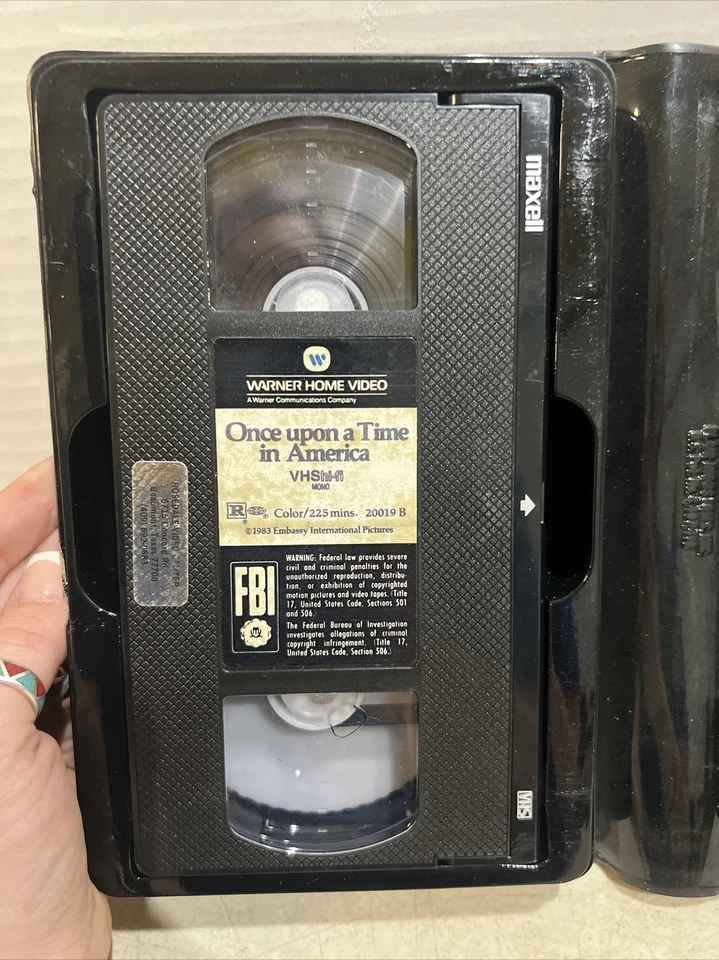 maxell
WARNER HOME VIDEO
A Warner Communications Company
Once upon a Time
in America
VHS hi-fi
MONO
R
Color/225 mins. 20019 B
©1983 Embassy International Pictures
FBI
WARNING: Federal law provides severe
civil and criminal penalties for the
unauthorized reproduction, distribu-
tion, or exhibition of copyrighted
motion pictures and video tapes. (Title
17, United States Code, Sections 501
and 506.
The Federal Bureau of Investigation
investigates allegations of criminal
copyright infringement. (Title 17,
United States Code, Section 506.)
Beaumont, Texas
VHS